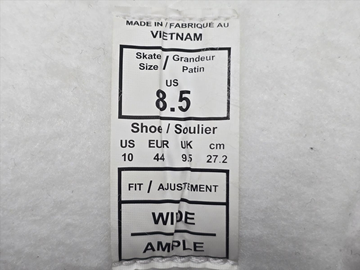 MADE IN / FABRIQUE AU
VIETNAM
Skate / Grandeur
Size / Patin
US
8.5
Shoe / Soulier
US EUR UK cm
10 44 95 27.2
FIT / AJUSTEMENT
WIDE
AMPLE